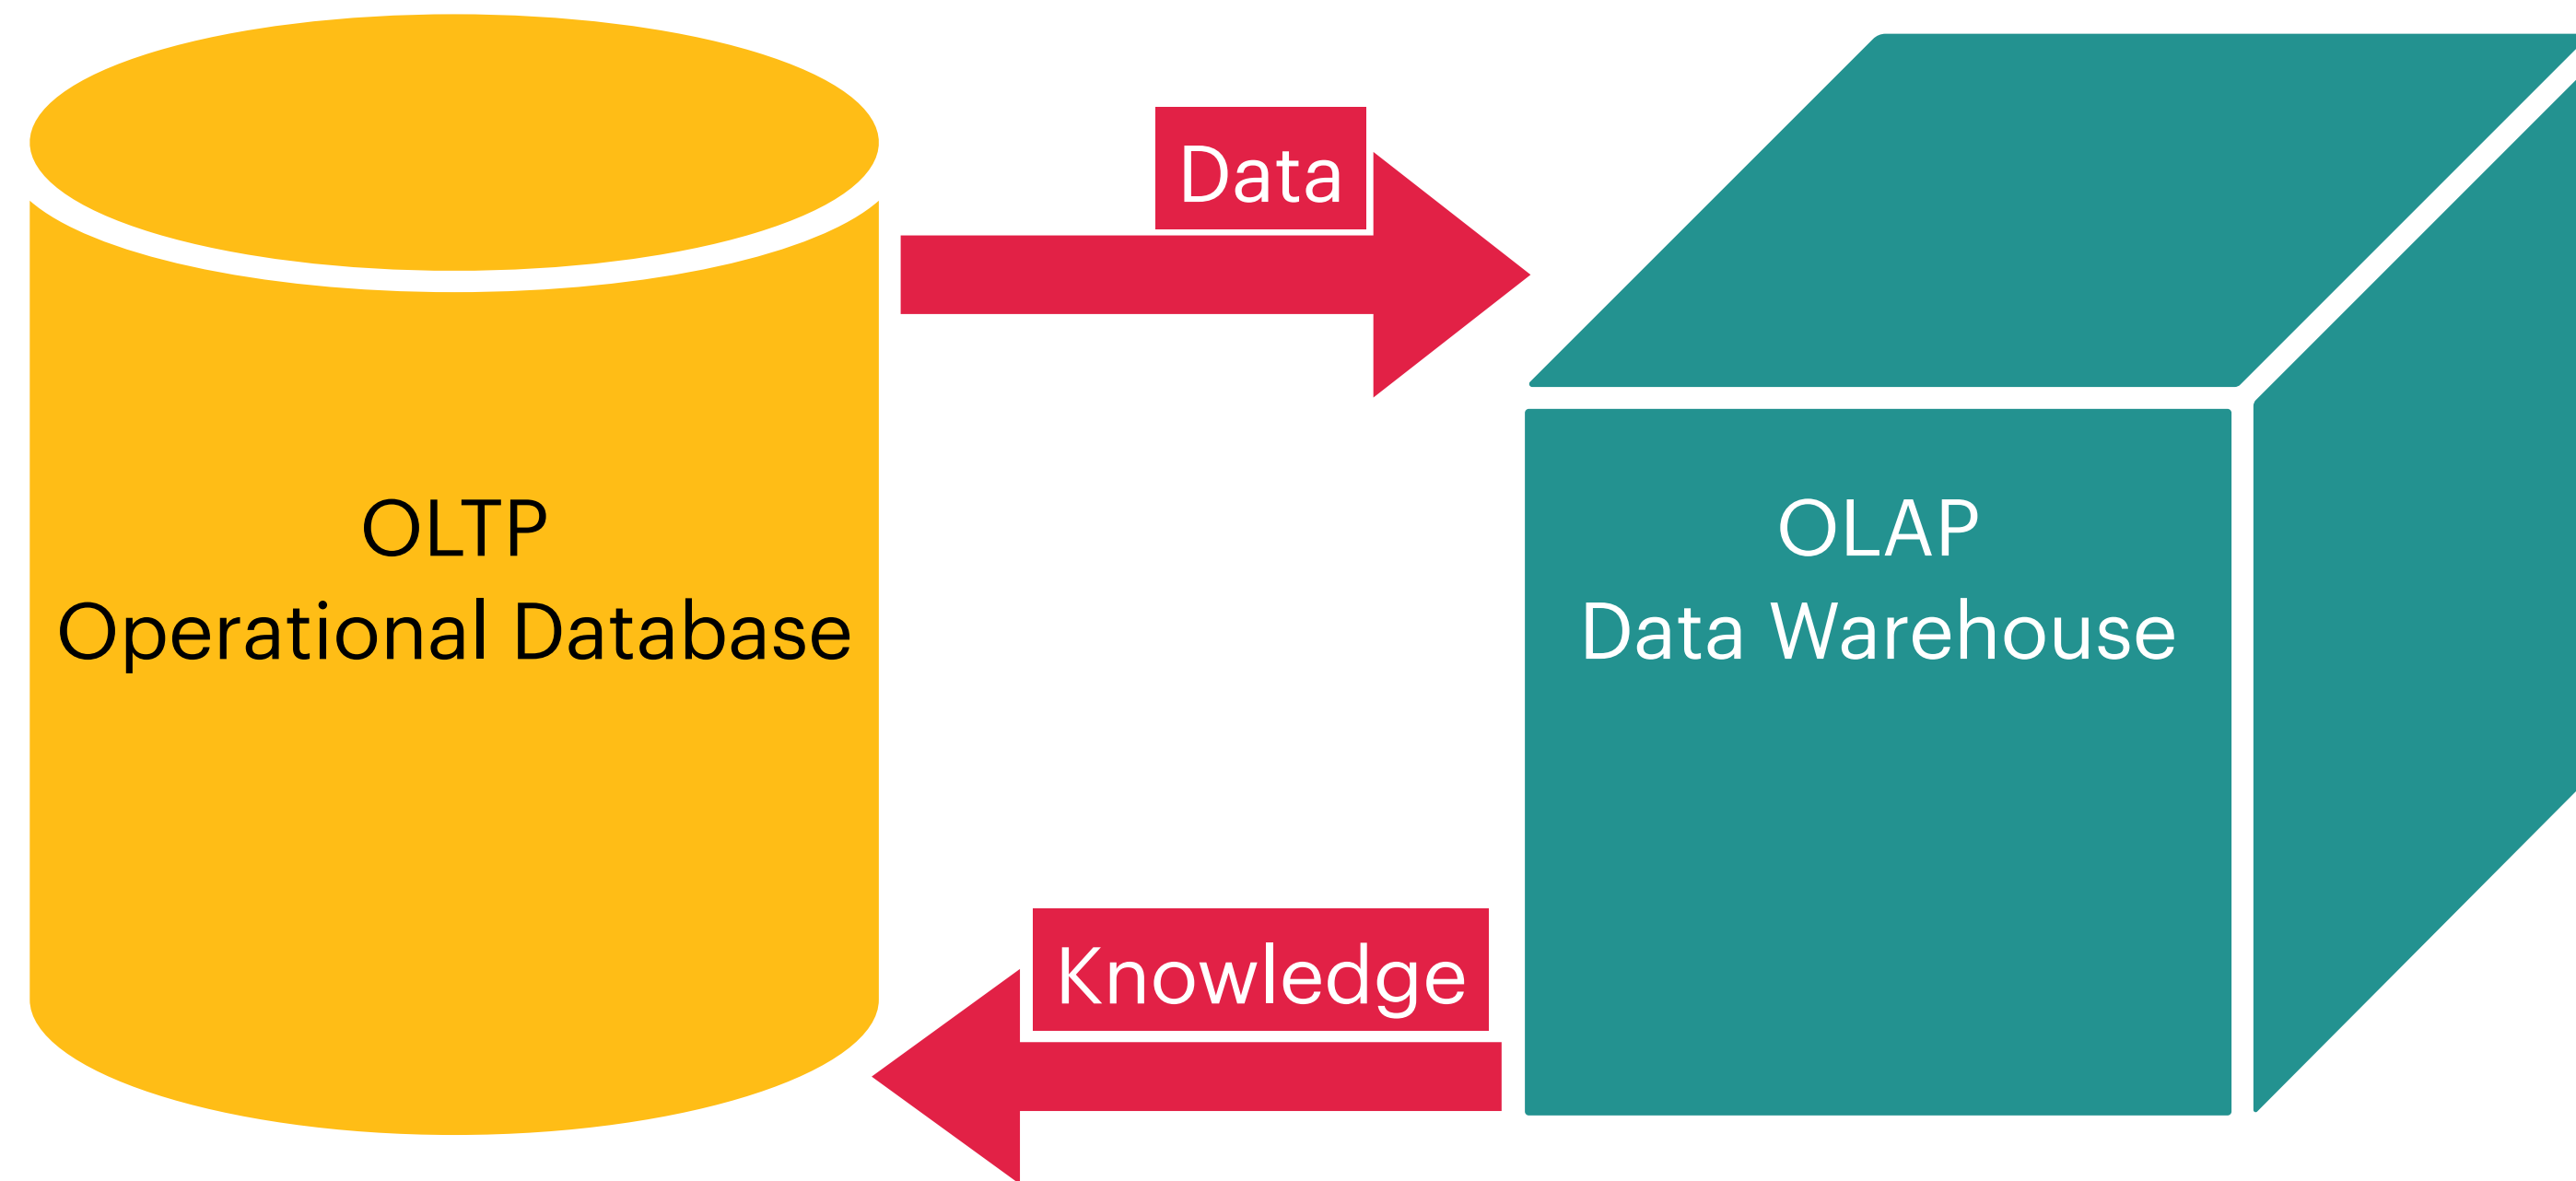 Data
OLTP
Operational Database
OLAP
Data Warehouse
Knowledge